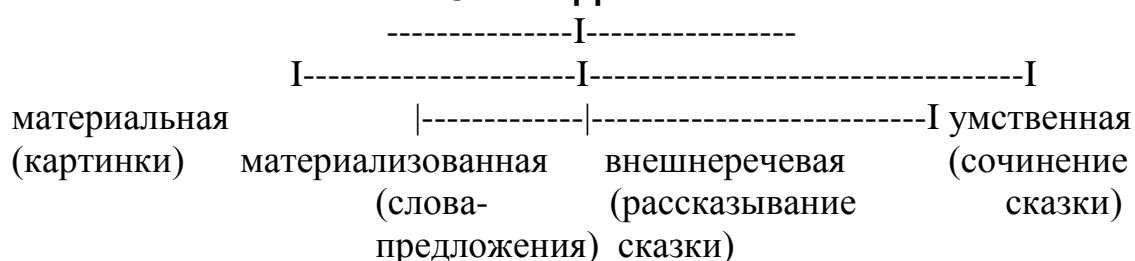 ---------------I-----------------
I----------------------I-----------------------------------I
материальная |-------------|---------------------------I умственная
(картинки) материализованная внешнеречевая (сочинение
(слова- (рассказывание сказки)
предложения) сказки)